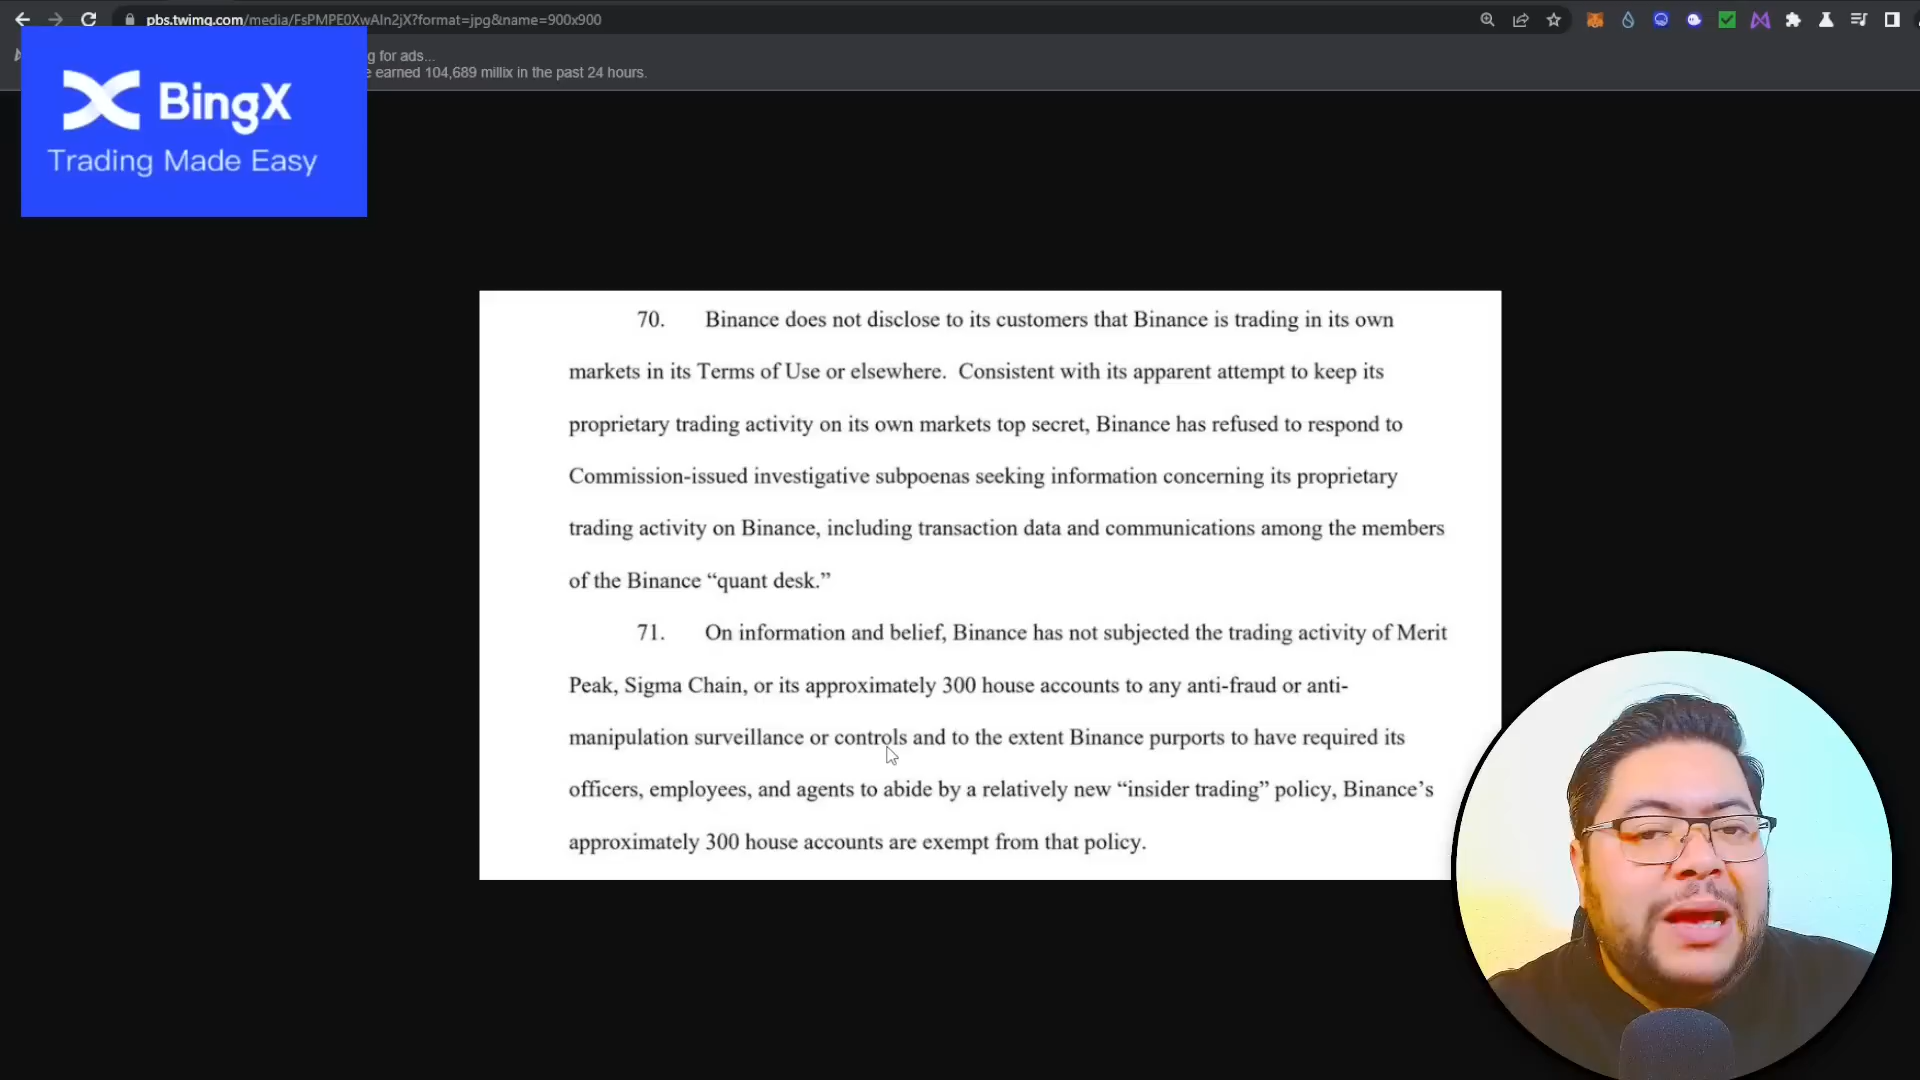 pbs.twimg.com/media/FsPMPE0XwAIn2jX?format=jpg&name=900x900
g for ads...
e earned 104,689 millix in the past 24 hours.
BingX
Trading Made Easy
70. Binance does not disclose to its customers that Binance is trading in its own
markets in its Terms of Use or elsewhere. Consistent with its apparent attempt to keep its
proprietary trading activity on its own markets top secret, Binance has refused to respond to
Commission-issued investigative subpoenas seeking information concerning its proprietary
trading activity on Binance, including transaction data and communications among the members
of the Binance “quant desk.”
71. On information and belief, Binance has not subjected the trading activity of Merit
Peak, Sigma Chain, or its approximately 300 house accounts to any anti-fraud or anti-
manipulation surveillance or controls and to the extent Binance purports to have required its
officers, employees, and agents to abide by a relatively new “insider trading” policy, Binance’s
approximately 300 house accounts are exempt from that policy.